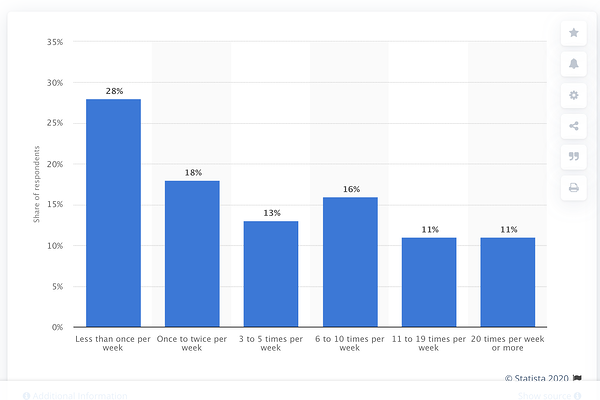 35%
30%
25%
20%
15%
10%
5%
0%
Share of respondents
28%
18%
13%
16%
11%
11%
Less than once per week
Once to twice per week
3 to 5 times per week
6 to 10 times per week
11 to 19 times per week
20 times per week or more
© Statista 2020
Additional Information
Show source